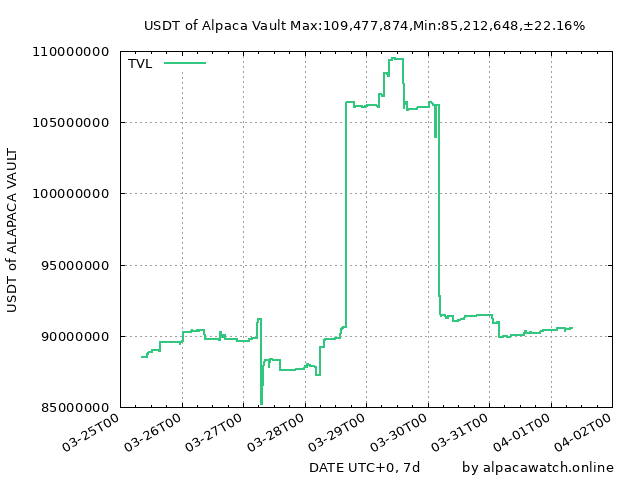 USDT of Alpaca Vault Max:109,477,874,Min:85,212,648,±22.16%
TVL
110000000
105000000
100000000
95000000
90000000
85000000
USDT of ALAPACA VAULT
03-25T00
03-26T00
03-27T00
03-28T00
03-29T00
03-30T00
03-31T00
04-01T00
04-02T00
DATE UTC+0, 7d
by alpacawatch.online